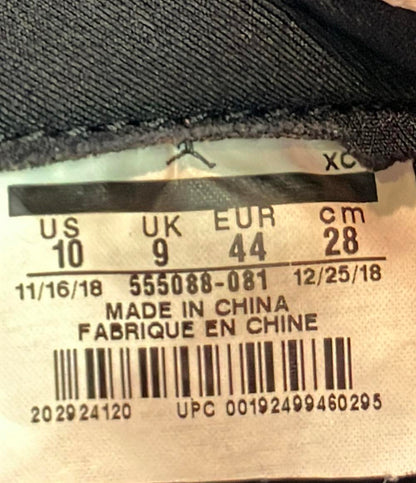 XC
US UK EUR cm
10 9 44 28
11/16/18 555088-081 12/25/18
MADE IN CHINA
FABRIQUE EN CHINE
202924120 UPC 00192499460295